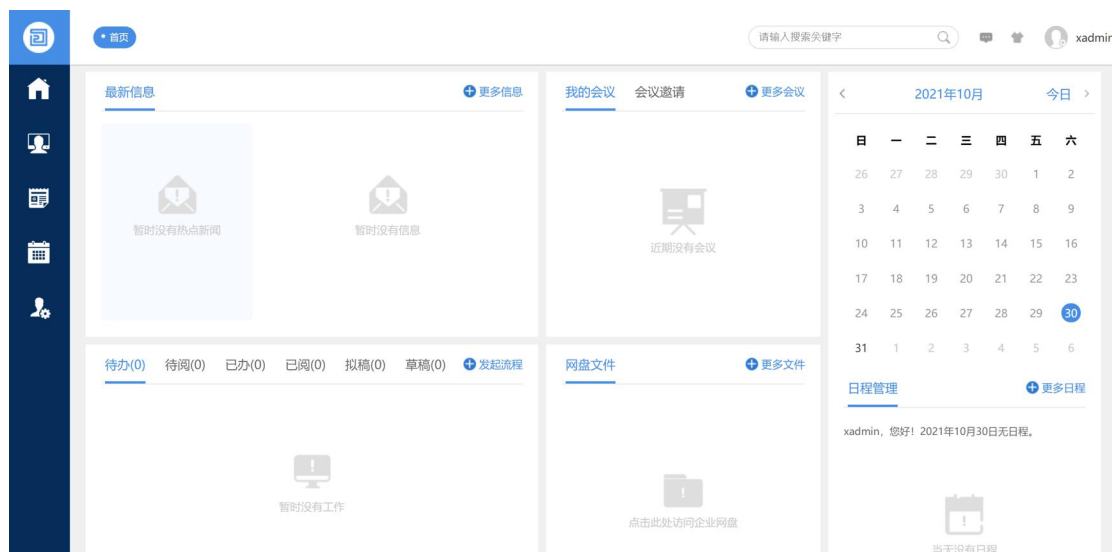 首页
请输入搜索关键字
xadmin
最新信息
更多信息
暂时没有热点新闻
暂时没有信息
我的会议 会议邀请
更多会议
近期没有会议
2021年10月
今日
日 一 二 三 四 五 六
26 27 28 29 30 1 2
3 4 5 6 7 8 9
10 11 12 13 14 15 16
17 18 19 20 21 22 23
24 25 26 27 28 29 30
31 1 2 3 4 5 6
待办(0) 待阅(0) 已办(0) 已阅(0) 拟稿(0) 草稿(0)
发起流程
暂时没有工作
网盘文件
更多文件
点击此处访问企业网盘
日程管理
更多日程
xadmin, 您好! 2021年10月30日无日程。
当天没有日程